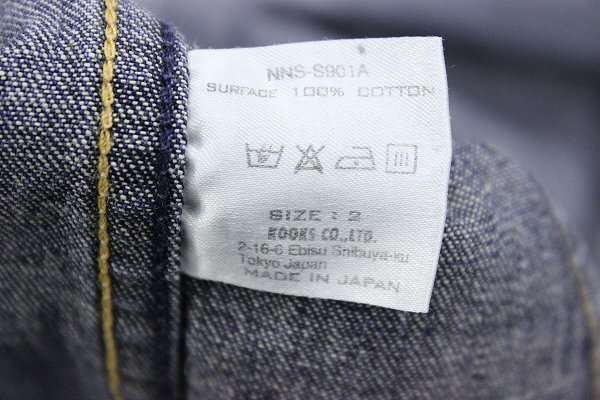 NNS-S901A
SURFACE 100% COTTON
SIZE : 2
ROOKS CO.,LTD.
2-16-6 Ebisu Shibuya-ku
Tokyo Japan
MADE IN JAPAN